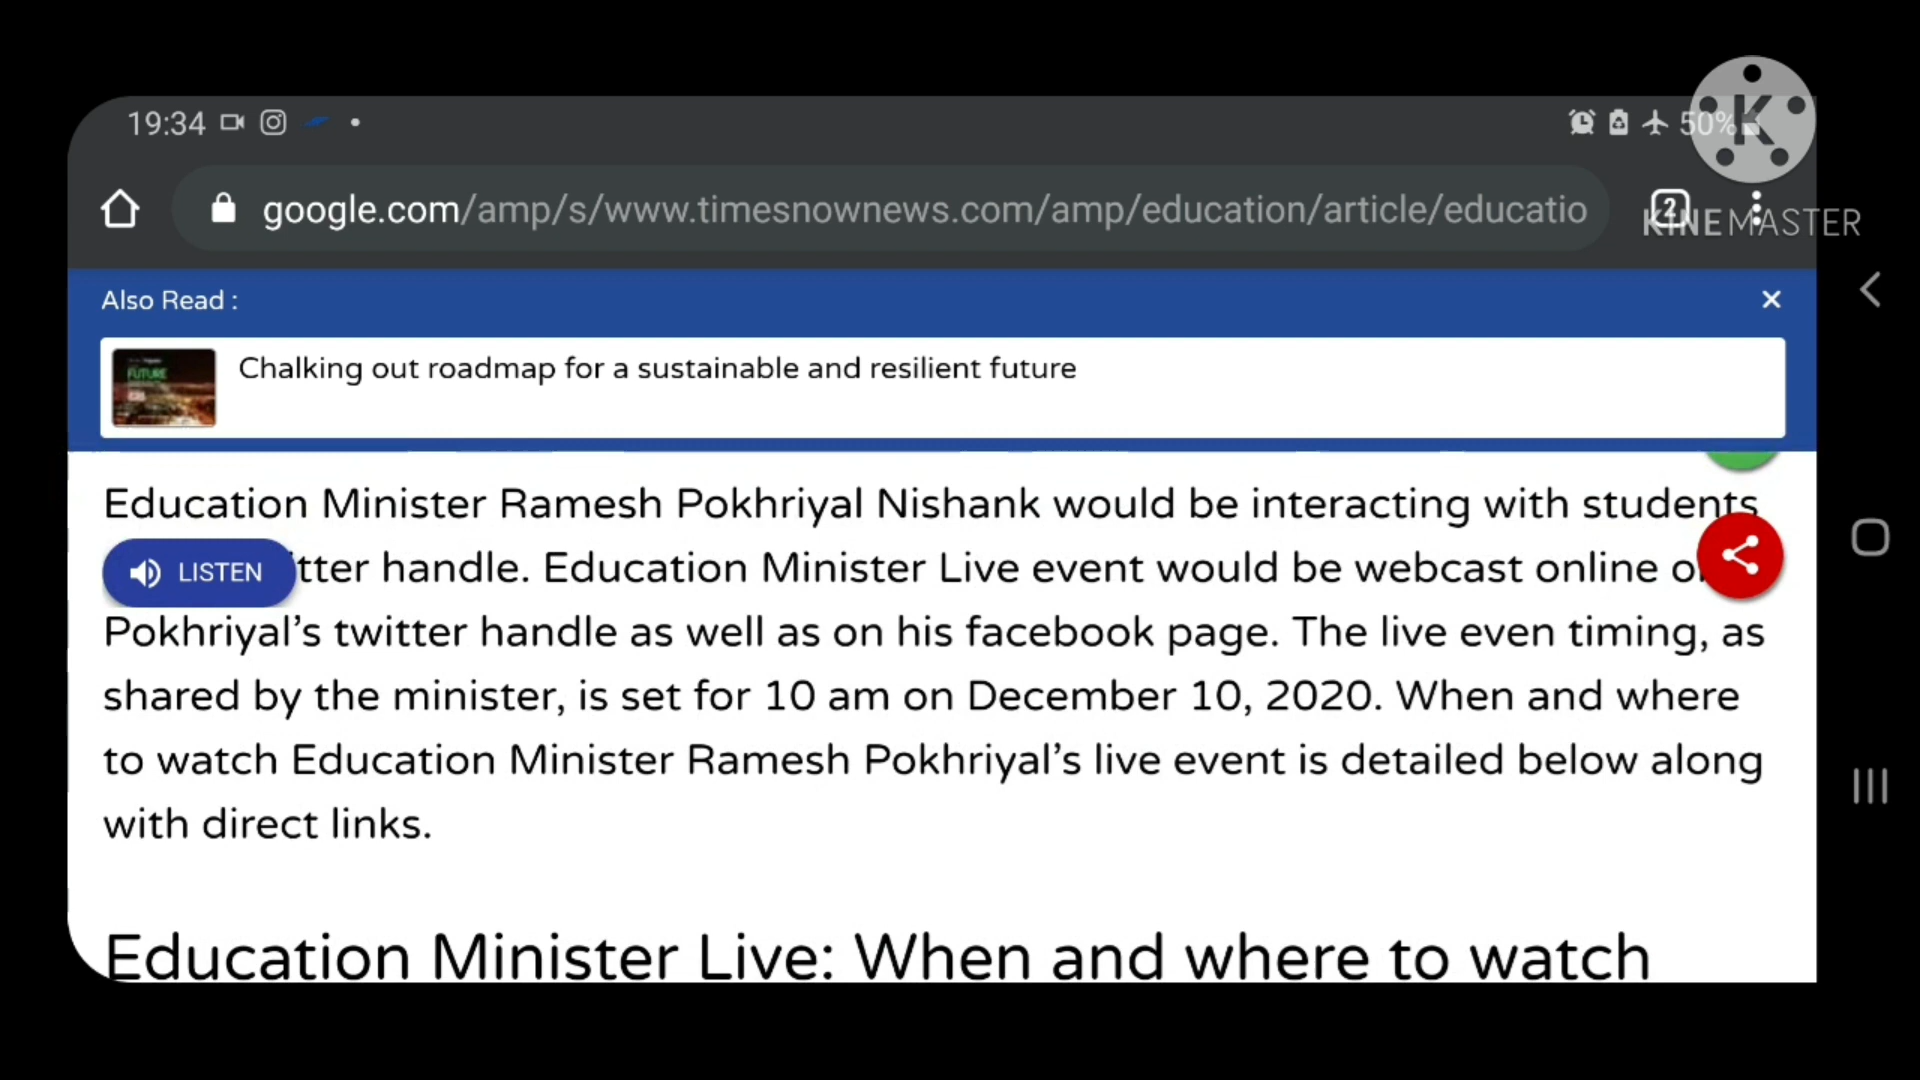 19:34
50%
K
google.com/amp/s/www.timesnownews.com/amp/education/article/educatio
2
KINEMASTER
Also Read :
FUTURE
Chalking out roadmap for a sustainable and resilient future
Education Minister Ramesh Pokhriyal Nishank would be interacting with students
LISTEN tter handle. Education Minister Live event would be webcast online
Pokhriyal’s twitter handle as well as on his facebook page. The live even timing, as
shared by the minister, is set for 10 am on December 10, 2020. When and where
to watch Education Minister Ramesh Pokhriyal’s live event is detailed below along
with direct links.
Education Minister Live: When and where to watch